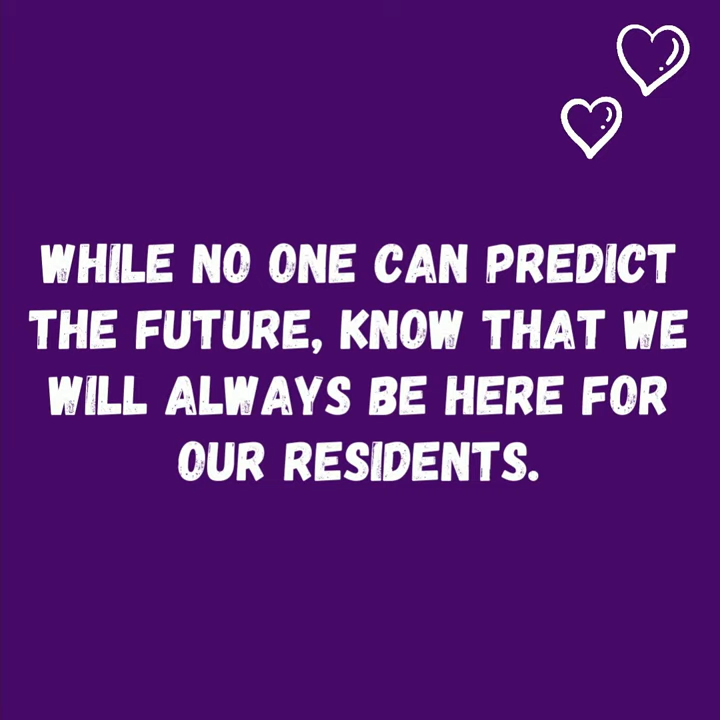 WHILE NO ONE CAN PREDICT
THE FUTURE, KNOW THAT WE
WILL ALWAYS BE HERE FOR
OUR RESIDENTS.